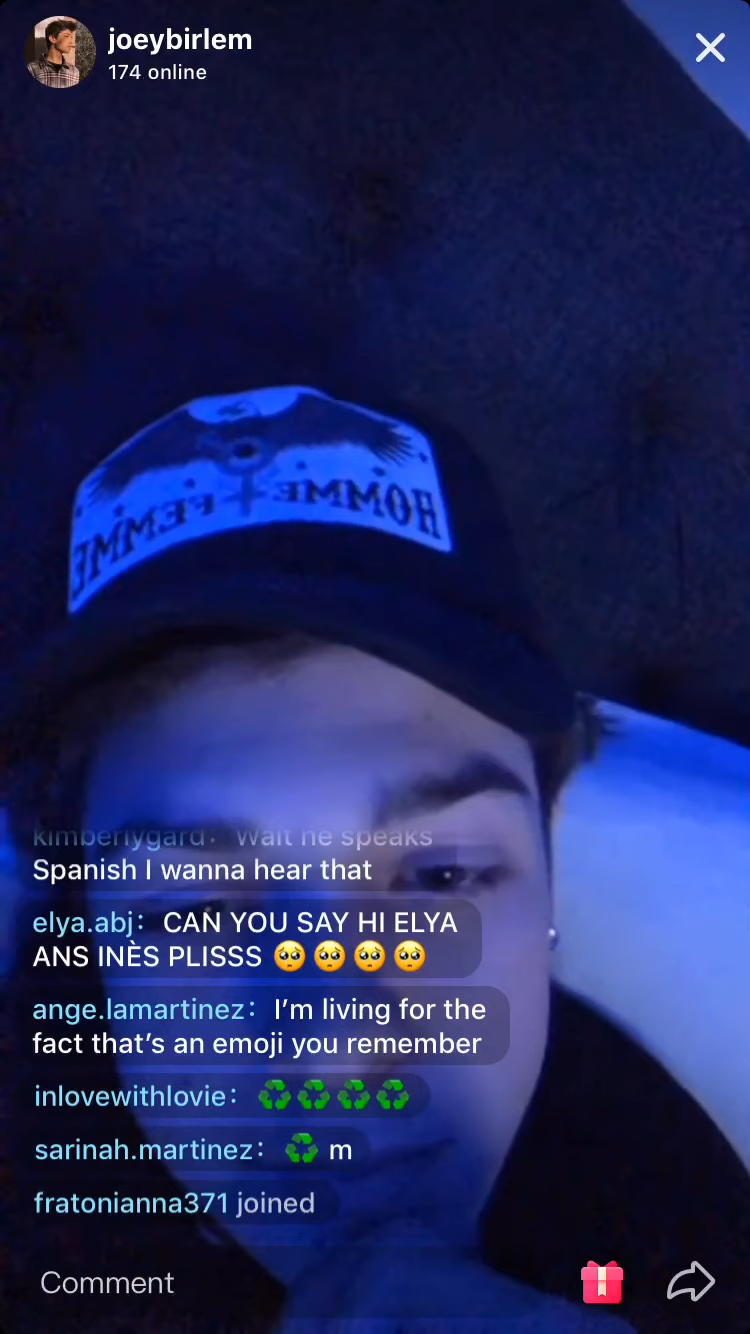 joeybirlem
174 online
HOMME FEMME
kimberlygard: Wait he speaks
Spanish I wanna hear that
elya.abj: CAN YOU SAY HI ELYA
ANS INÈS PLISSS 🥺🥺🥺🥺
ange.lamartinez: I’m living for the
fact that’s an emoji you remember
inlovewithlovie: ♻️♻️♻️♻️
sarinah.martinez: ♻️ m
fratonianna371 joined
Comment